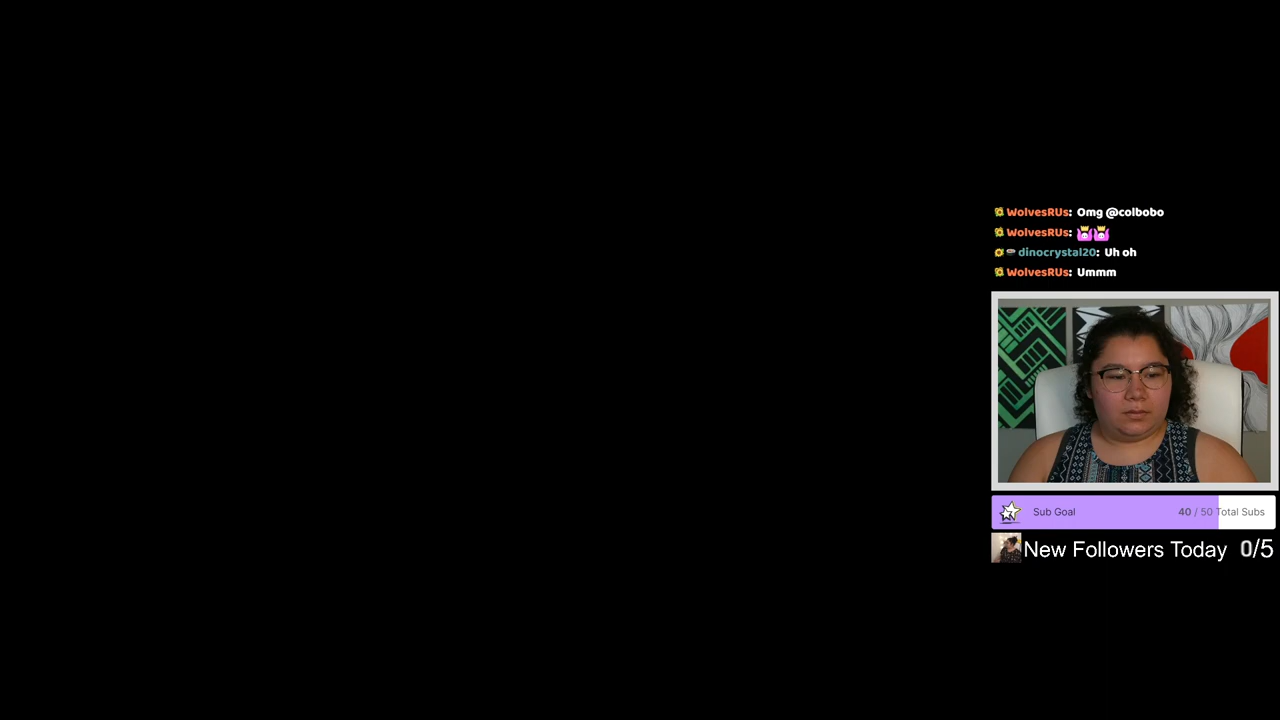 WolvesRUs: Omg @colbobo
WolvesRUs:
dinocrystal20: Uh oh
WolvesRUs: Ummm
Sub Goal 40 / 50 Total Subs
New Followers Today 0/5